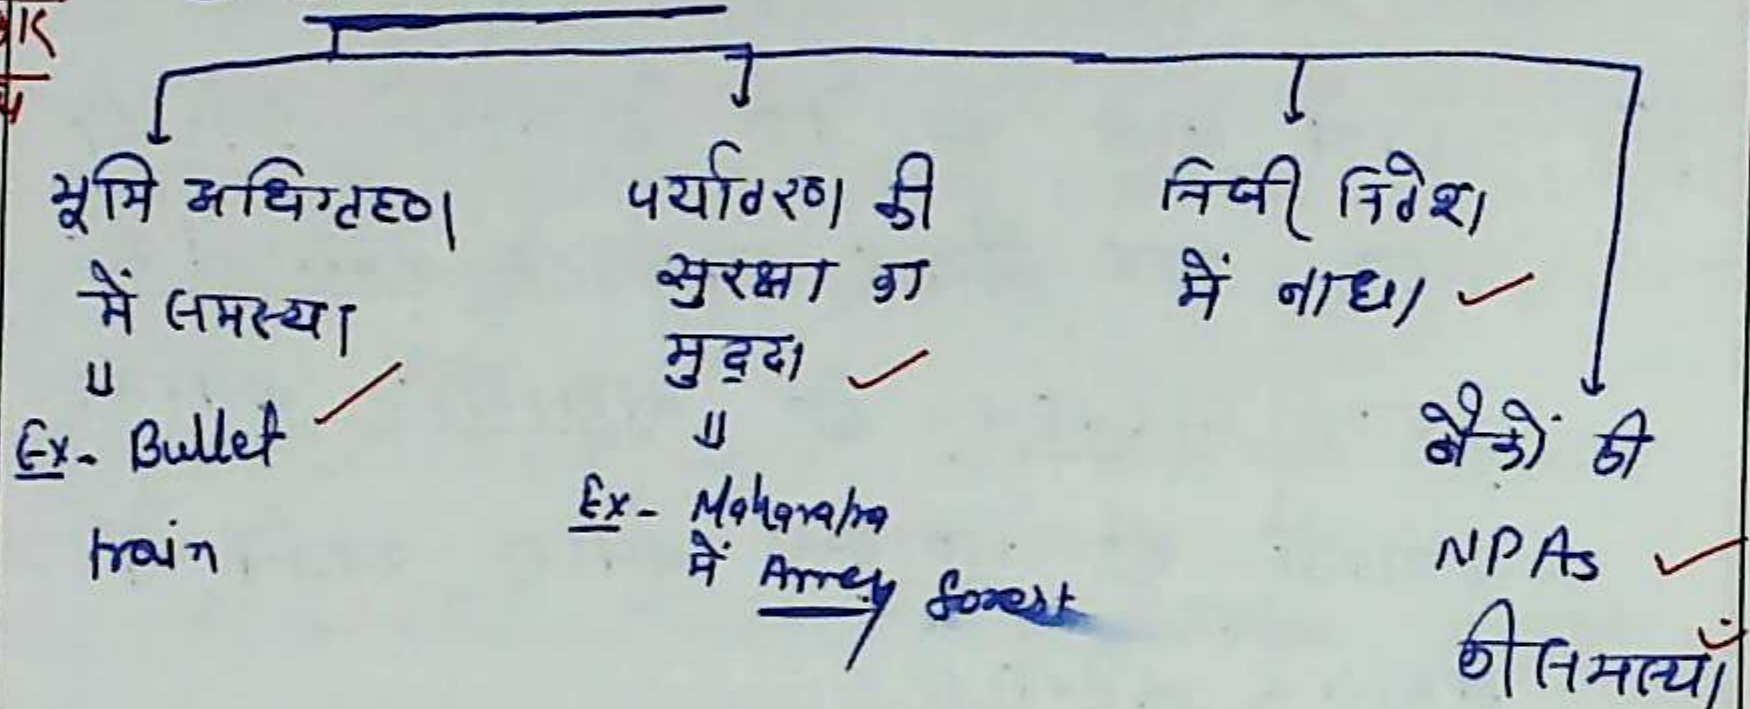 भूमि अधिग्रहण
में समस्या
Ex- Bullet
train
पर्यावरण की
सुरक्षा का
मुद्दा
Ex- Maharashtra
में Arrey forest
निजी निवेश
में बाधा
बैंकों की
NPAs
की समस्या